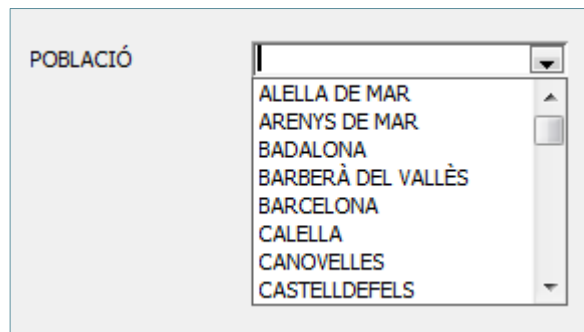 POBLACIÓ
ALELLA DE MAR
ARENYS DE MAR
BADALONA
BARBERÀ DEL VALLÈS
BARCELONA
CALELLA
CANOVELLES
CASTELLDEFELS